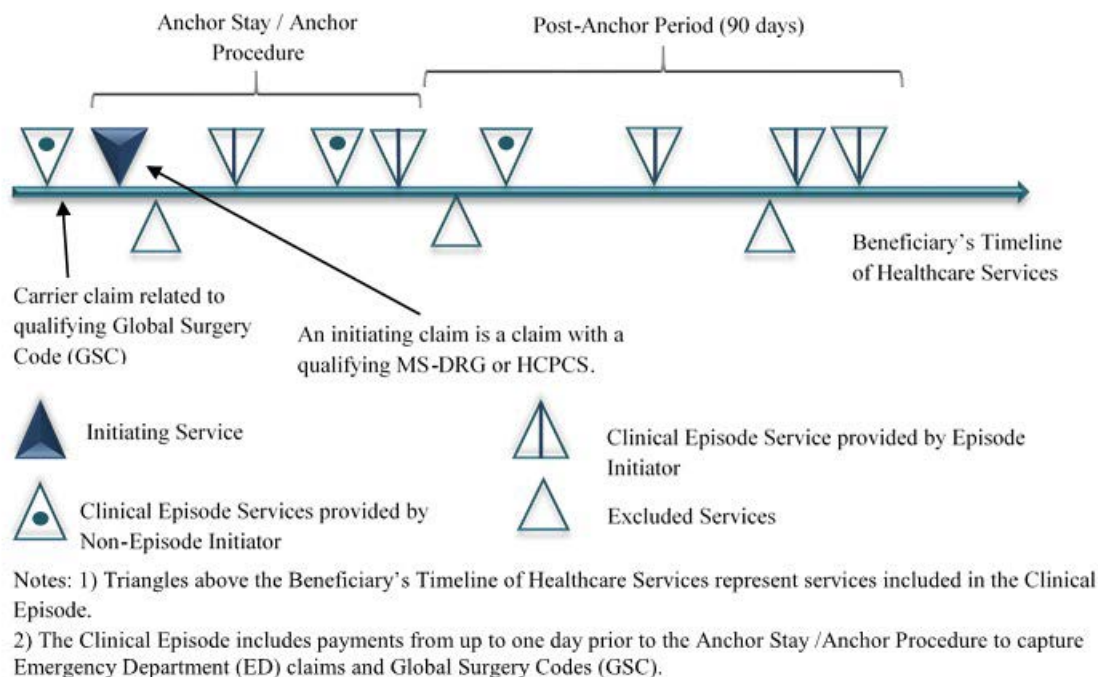 Anchor Stay / Anchor
Procedure
Post-Anchor Period (90 days)
Beneficiary’s Timeline
of Healthcare Services
Carrier claim related to
qualifying Global Surgery
Code (GSC)
An initiating claim is a claim with a
qualifying MS-DRG or HCPCS.
Initiating Service
Clinical Episode Service provided by Episode
Initiator
Clinical Episode Services provided by
Non-Episode Initiator
Excluded Services
Notes: 1) Triangles above the Beneficiary’s Timeline of Healthcare Services represent services included in the Clinical
Episode.
2) The Clinical Episode includes payments from up to one day prior to the Anchor Stay /Anchor Procedure to capture
Emergency Department (ED) claims and Global Surgery Codes (GSC).